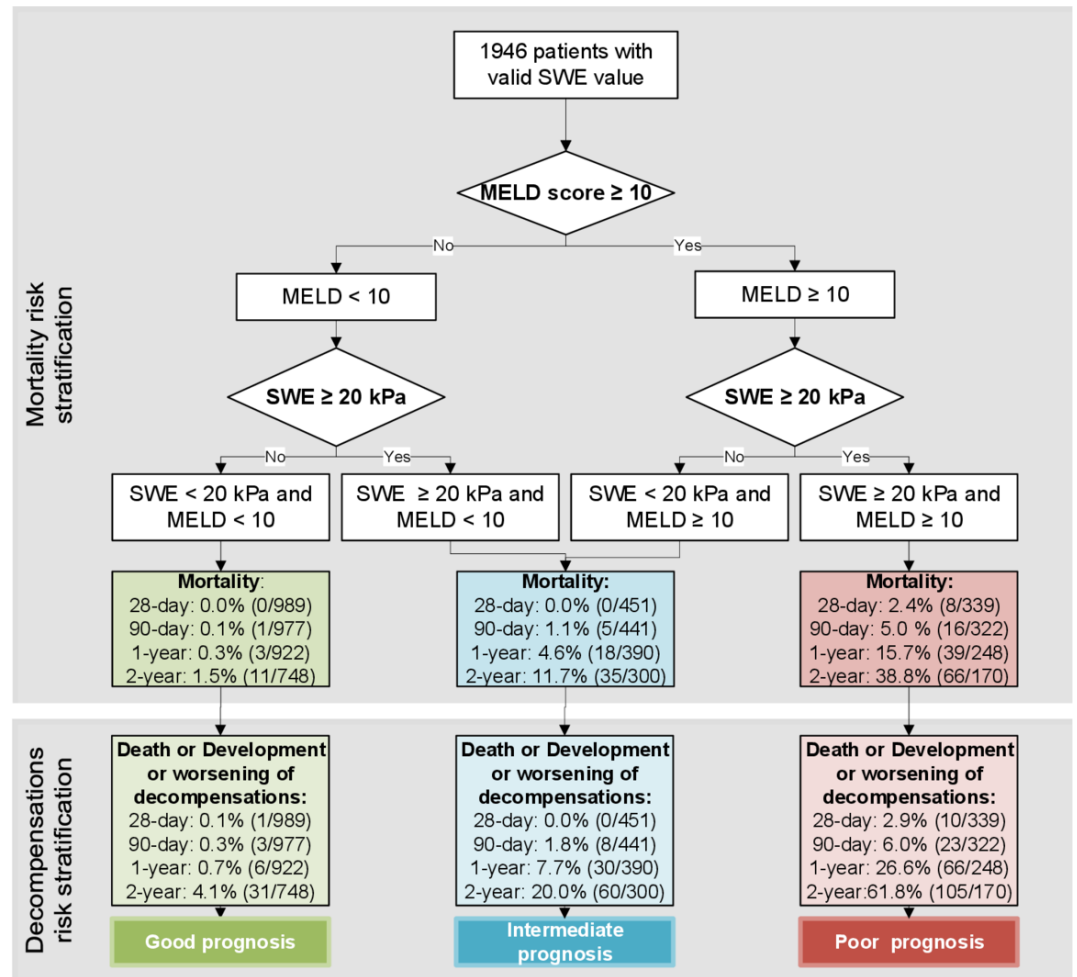 1946 patients with
valid SWE value
MELD score ≥ 10
No
Yes
MELD < 10
MELD ≥ 10
SWE ≥ 20 kPa
SWE ≥ 20 kPa
No
Yes
No
Yes
SWE < 20 kPa and
MELD < 10
SWE ≥ 20 kPa and
MELD < 10
SWE < 20 kPa and
MELD ≥ 10
SWE ≥ 20 kPa and
MELD ≥ 10
Mortality risk
stratification
Mortality:
28-day: 0.0% (0/989)
90-day: 0.1% (1/977)
1-year: 0.3% (3/922)
2-year: 1.5% (11/748)
Mortality:
28-day: 0.0% (0/451)
90-day: 1.1% (5/441)
1-year: 4.6% (18/390)
2-year: 11.7% (35/300)
Mortality:
28-day: 2.4% (8/339)
90-day: 5.0 % (16/322)
1-year: 15.7% (39/248)
2-year: 38.8% (66/170)
Decompensations
risk stratification
Death or Development
or worsening of
decompensations:
28-day: 0.1% (1/989)
90-day: 0.3% (3/977)
1-year: 0.7% (6/922)
2-year: 4.1% (31/748)
Death or Development
or worsening of
decompensations:
28-day: 0.0% (0/451)
90-day: 1.8% (8/441)
1-year: 7.7% (30/390)
2-year: 20.0% (60/300)
Death or Development
or worsening of
decompensations:
28-day: 2.9% (10/339)
90-day: 6.0% (23/322)
1-year: 26.6% (66/248)
2-year:61.8% (105/170)
Good prognosis
Intermediate
prognosis
Poor prognosis